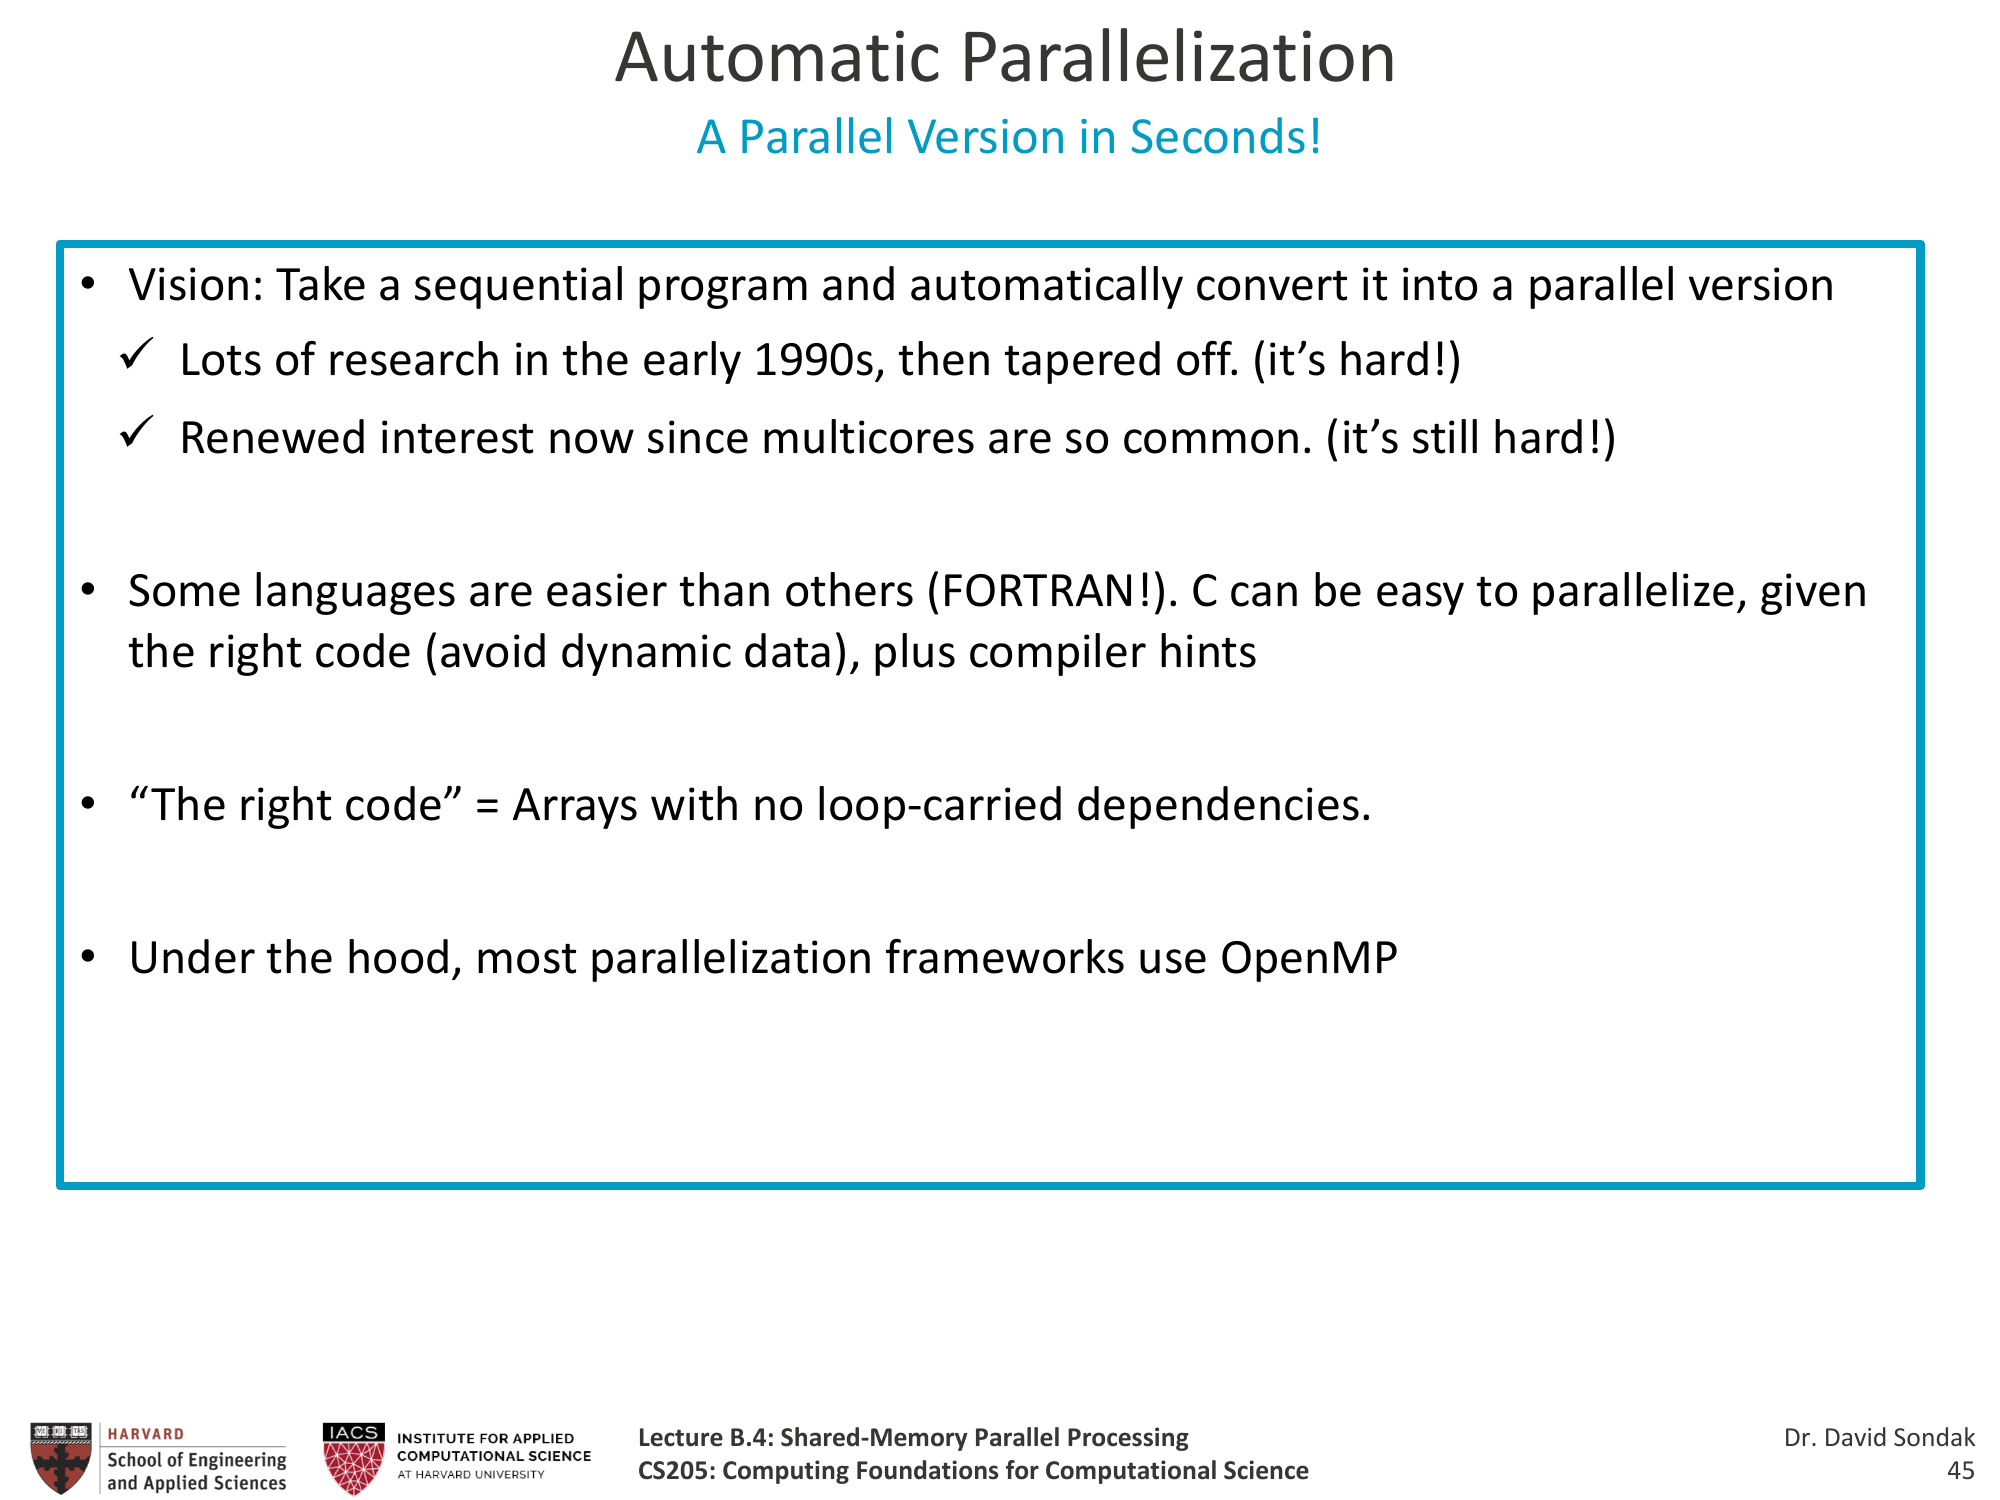 Automatic Parallelization
A Parallel Version in Seconds!
• Vision: Take a sequential program and automatically convert it into a parallel version
✓ Lots of research in the early 1990s, then tapered off. (it’s hard!)
✓ Renewed interest now since multicores are so common. (it’s still hard!)
• Some languages are easier than others (FORTRAN!). C can be easy to parallelize, given
the right code (avoid dynamic data), plus compiler hints
• “The right code” = Arrays with no loop-carried dependencies.
• Under the hood, most parallelization frameworks use OpenMP
HARVARD
School of Engineering
and Applied Sciences
IACS
INSTITUTE FOR APPLIED
COMPUTATIONAL SCIENCE
AT HARVARD UNIVERSITY
Lecture B.4: Shared-Memory Parallel Processing
CS205: Computing Foundations for Computational Science
Dr. David Sondak
45